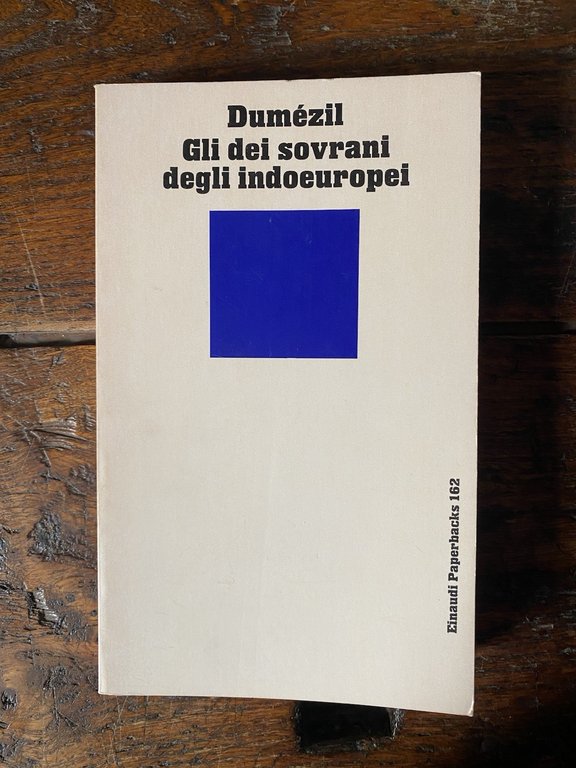 Dumézil
Gli dei sovrani
degli indoeuropei
Einaudi Paperbacks 162